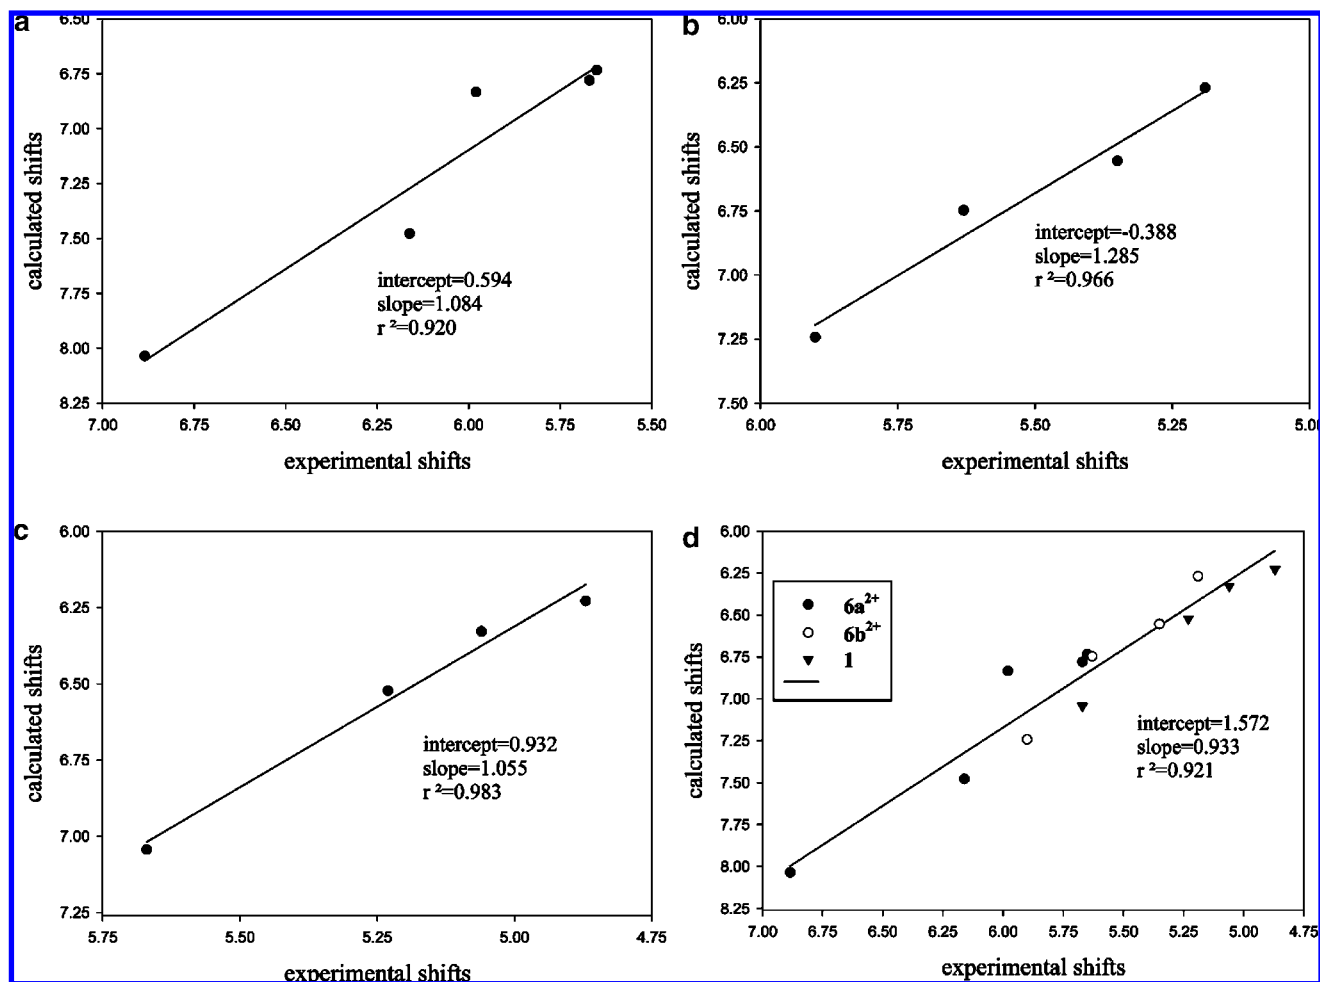 a
6.50
6.75
7.00
7.25
7.50
7.75
8.00
8.25
calculated shifts
intercept=0.594
slope=1.084
r ²=0.920
7.00 6.75 6.50 6.25 6.00 5.75 5.50
experimental shifts
b
6.00
6.25
6.50
6.75
7.00
7.25
7.50
calculated shifts
intercept=-0.388
slope=1.285
r ²=0.966
6.00 5.75 5.50 5.25 5.00
experimental shifts
c
6.00
6.25
6.50
6.75
7.00
7.25
calculated shifts
intercept=0.932
slope=1.055
r ²=0.983
5.75 5.50 5.25 5.00 4.75
experimental shifts
d
6.00
6.25
6.50
6.75
7.00
7.25
7.50
7.75
8.00
8.25
calculated shifts
6a²⁺
6b²⁺
1
intercept=1.572
slope=0.933
r ²=0.921
7.00 6.75 6.50 6.25 6.00 5.75 5.50 5.25 5.00 4.75
experimental shifts